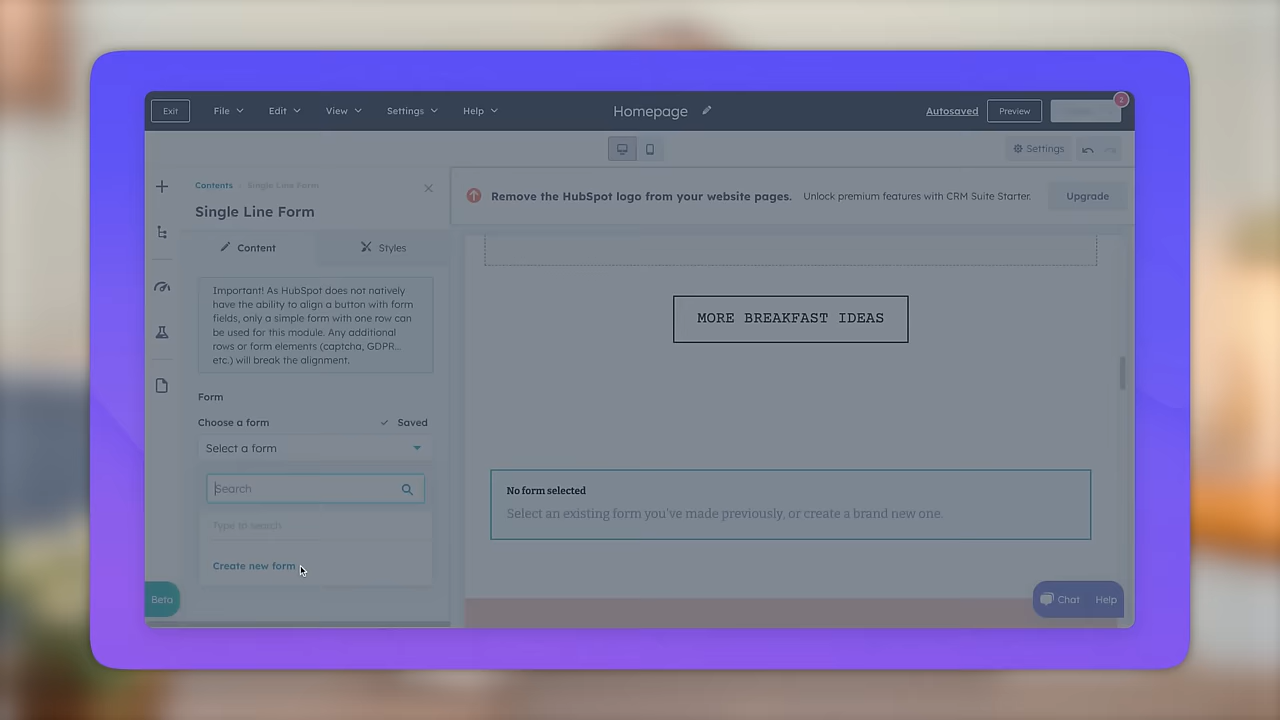 Exit
File
Edit
View
Settings
Help
Homepage
Autosaved
Preview
2
Settings
Contents
Single Line Form
Single Line Form
Remove the HubSpot logo from your website pages.
Unlock premium features with CRM Suite Starter.
Upgrade
Content
Styles
Important! As HubSpot does not natively
have the ability to align a button with form
fields, only a simple form with one row can
be used for this module. Any additional
rows or form elements (captcha, GDPR...
etc.) will break the alignment.
MORE BREAKFAST IDEAS
Form
Choose a form
Saved
Select a form
Search
Type to search
Create new form
No form selected
Select an existing form you've made previously, or create a brand new one.
Beta
Chat
Help